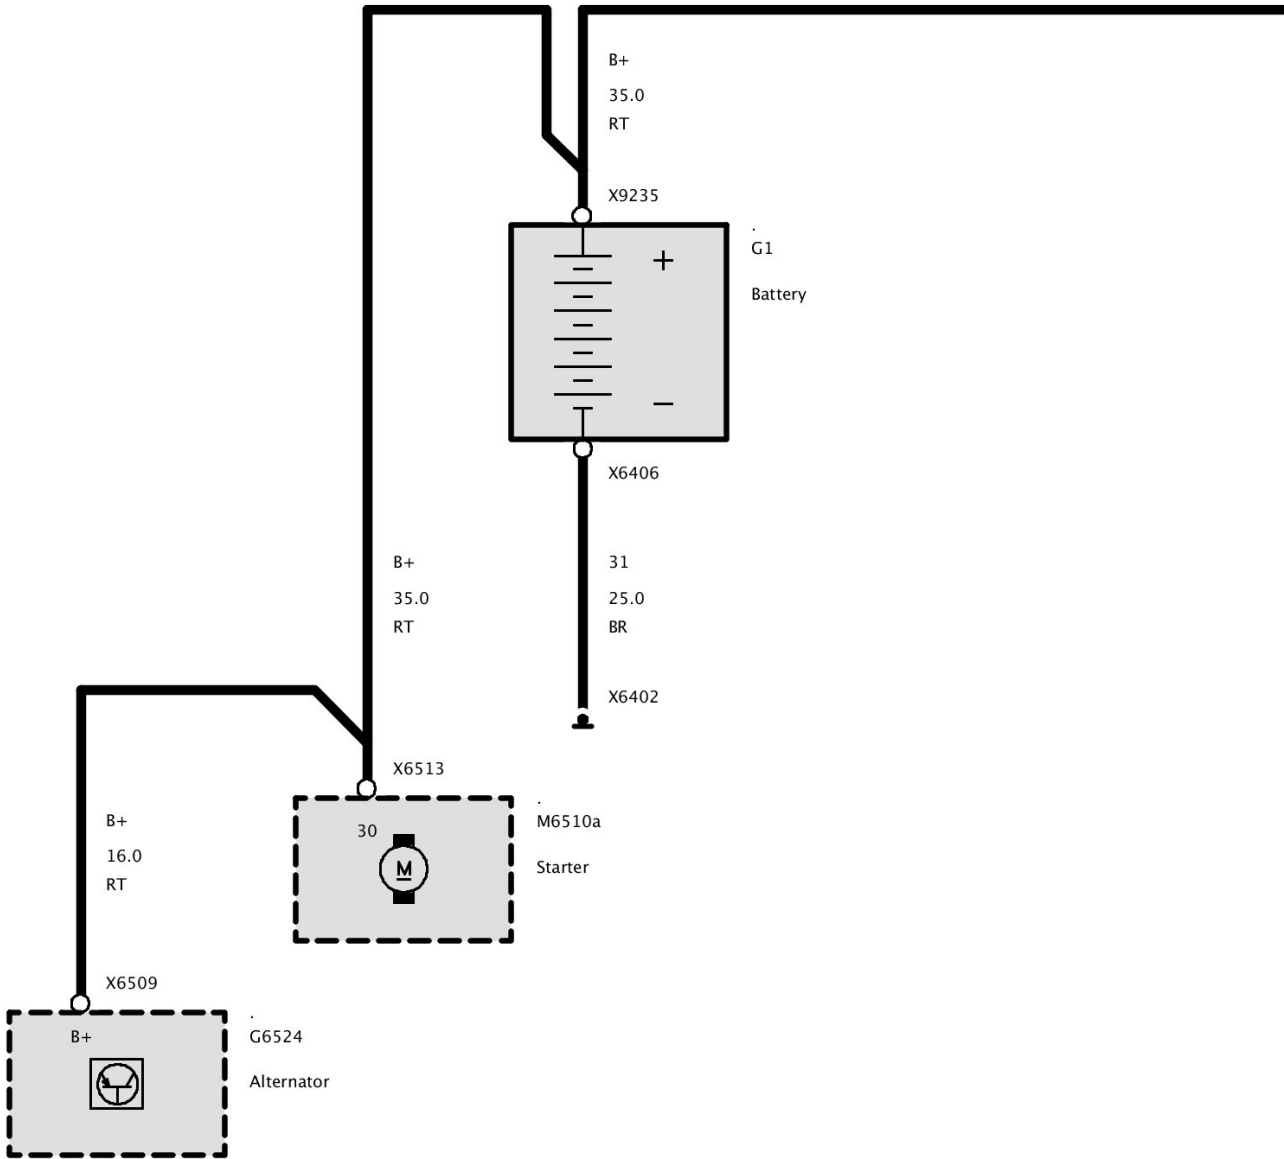 B+
35.0
RT
X9235
.
G1
+
Battery
−
X6406
B+
35.0
RT
31
25.0
BR
X6402
X6513
.
M6510a
B+
16.0
RT
30
M
Starter
X6509
.
G6524
B+
Alternator